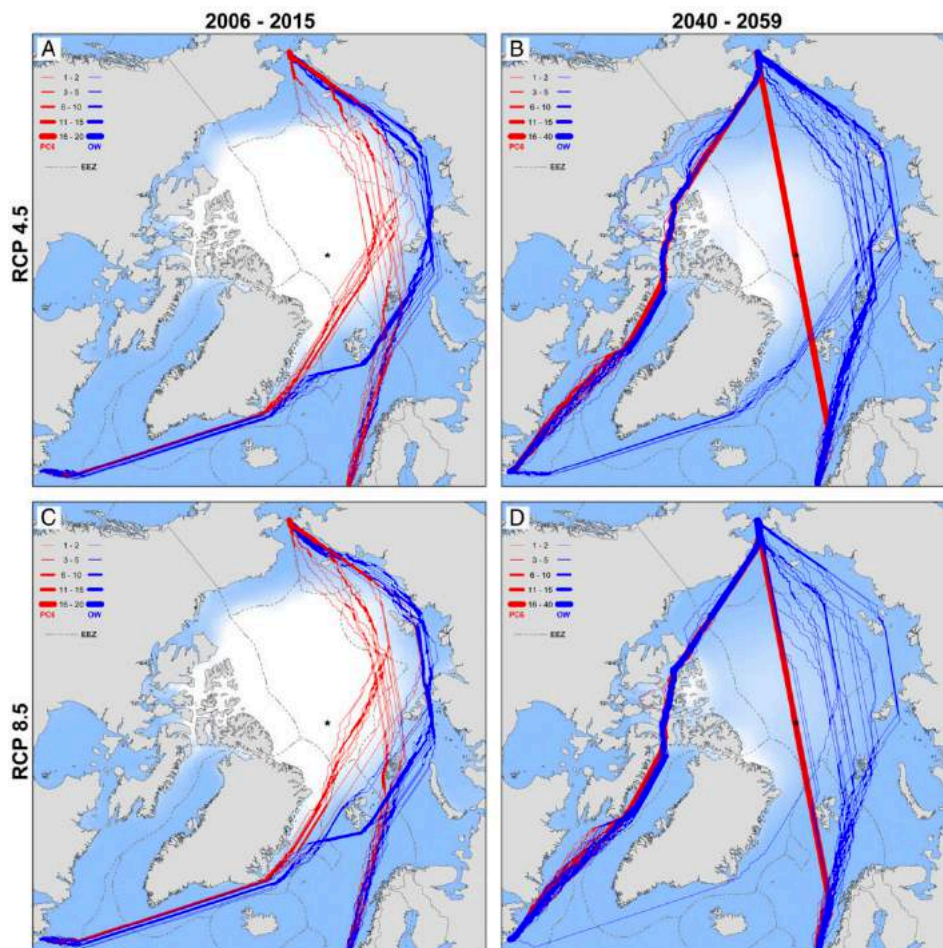 2006 - 2015
2040 - 2059
RCP 4.5
A
1 - 2
3 - 5
6 - 10
11 - 15
16 - 20
PC6 OW
EEZ
B
1 - 2
3 - 5
6 - 10
11 - 15
16 - 40
PC6 OW
EEZ
RCP 8.5
C
1 - 2
3 - 5
6 - 10
11 - 15
16 - 20
PC6 OW
EEZ
D
1 - 2
3 - 5
6 - 10
11 - 15
16 - 40
PC6 OW
EEZ